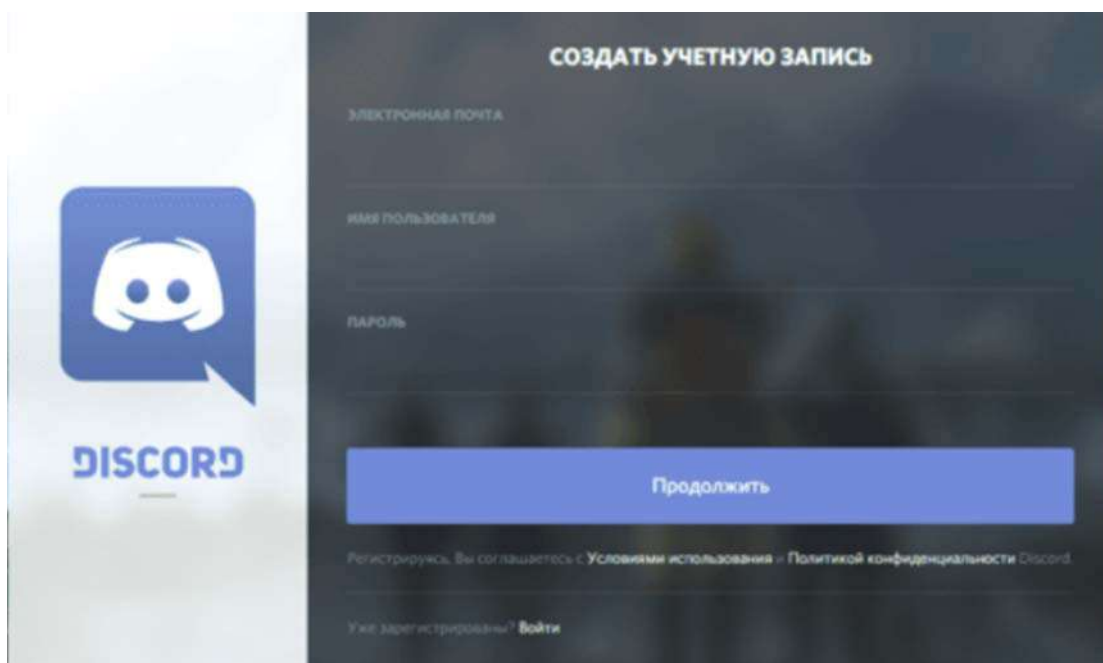 СОЗДАТЬ УЧЕТНУЮ ЗАПИСЬ
ЭЛЕКТРОННАЯ ПОЧТА
ИМЯ ПОЛЬЗОВАТЕЛЯ
ПАРОЛЬ
DISCORD
Продолжить
Регистрируясь, Вы соглашаетесь с Условиями использования и Политикой конфиденциальности Discord.
Уже зарегистрированы? Войти